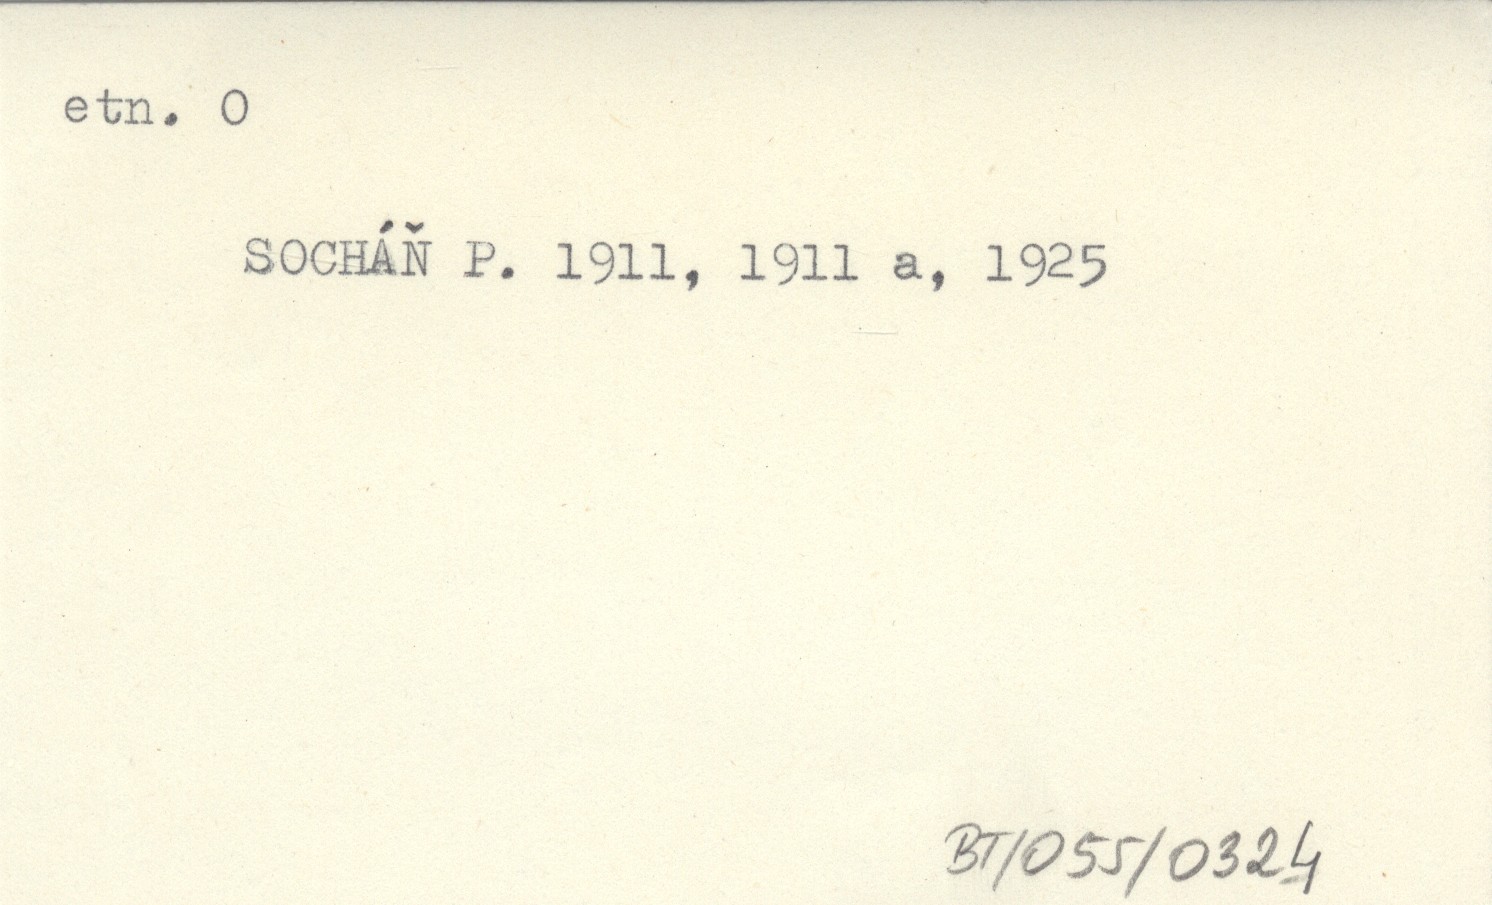 etn. O
SOCHÁŇ P. 1911, 1911 a, 1925
BT/055/0324